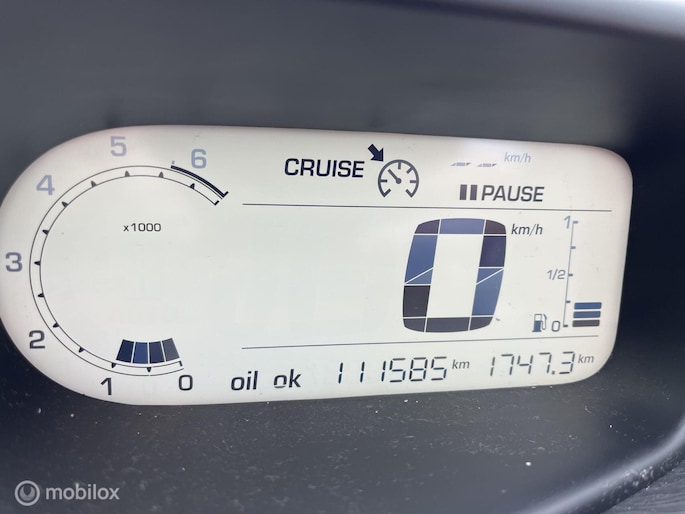 5 6
4
3
2
1 0
x1000
CRUISE
-- -- km/h
PAUSE
0 km/h
1
1/2
0
oil ok 111585 km 1747.3 km
mobilox